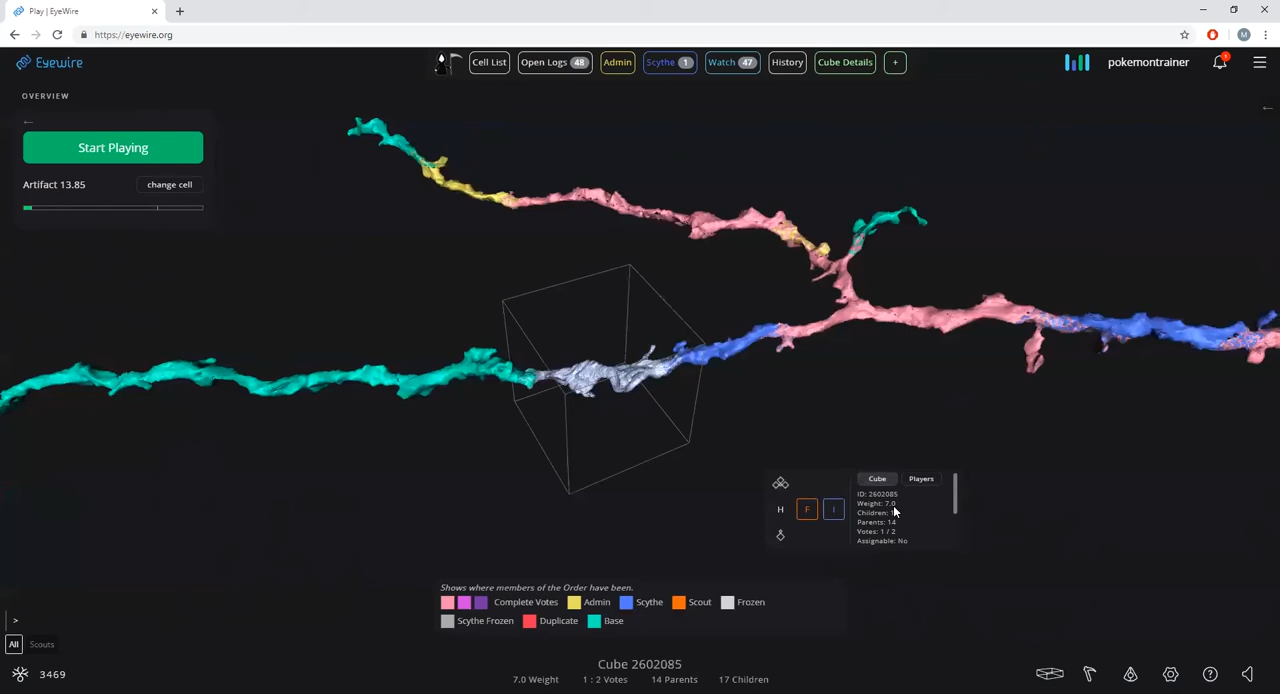 Play | EyeWire
https://eyewire.org
M
Eyewire
Cell List
Open Logs 48
Admin
Scythe 1
Watch 47
History
Cube Details
+
1
pokemontrainer
OVERVIEW
Start Playing
Artifact 13.85
change cell
H
F
I
Cube
Players
ID: 2602085
Weight: 7.0
Children: 1
Parents: 14
Votes: 1 / 2
Assignable: No
Shows where members of the Order have been.
Complete Votes
Admin
Scythe
Scout
Frozen
Scythe Frozen
Duplicate
Base
>
All
Scouts
3469
Cube 2602085
7.0 Weight
1 : 2 Votes
14 Parents
17 Children